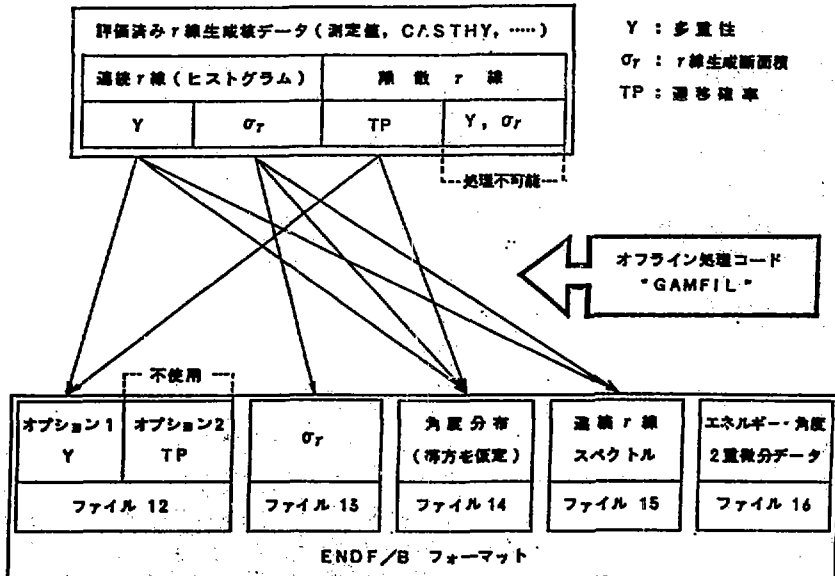 評価済みγ線生成核データ(測定値, CASTHY, ‥‥‥)
連続γ線(ヒストグラム)
離散 γ 線
Y
σγ
TP
Y, σγ
処理不可能
Y : 多重性
σγ : γ線生成断面積
TP : 遷移確率
オフライン処理コード
"GAMFIL"
不使用
オプション1
Y
オプション2
TP
ファイル 12
σγ
ファイル 13
角度分布
(等方を仮定)
ファイル 14
連続 γ 線
スペクトル
ファイル 15
エネルギー・角度
2重微分データ
ファイル 16
ENDF/B フォーマット